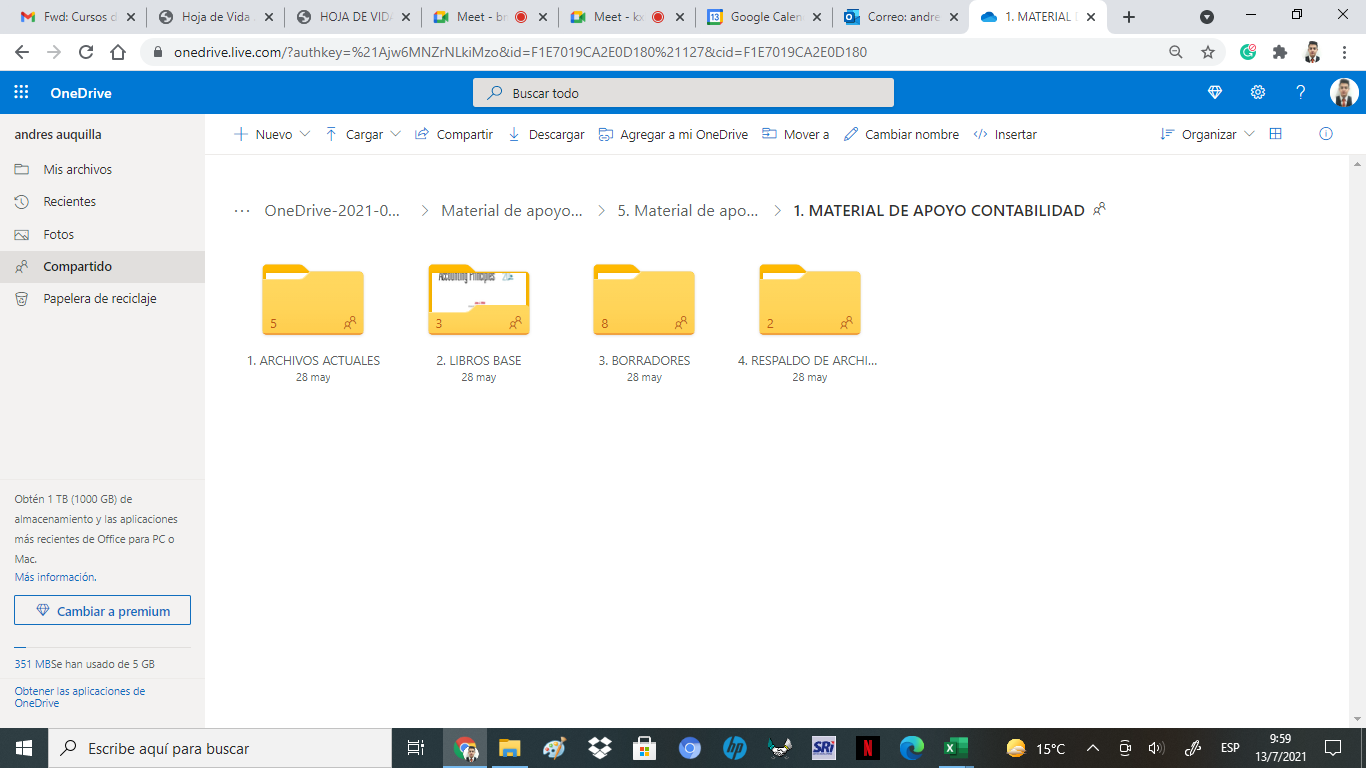 Fwd: Cursos d
Hoja de Vida
HOJA DE VIDA
Meet - br
Meet - kx
Google Calen
Correo: andre
1. MATERIAL D
onedrive.live.com/?authkey=%21Ajw6MNZrNLkiMzo&id=F1E7019CA2E0D180%21127&cid=F1E7019CA2E0D180
OneDrive
Buscar todo
andres auquilla
Nuevo
Cargar
Compartir
Descargar
Agregar a mi OneDrive
Mover a
Cambiar nombre
Insertar
Organizar
Mis archivos
Recientes
Fotos
Compartido
Papelera de reciclaje
OneDrive-2021-0...
Material de apoyo...
5. Material de apo...
1. MATERIAL DE APOYO CONTABILIDAD
5
1. ARCHIVOS ACTUALES
28 may
Accounting Principles
3
2. LIBROS BASE
28 may
8
3. BORRADORES
28 may
2
4. RESPALDO DE ARCHI...
28 may
Obtén 1 TB (1000 GB) de
almacenamiento y las aplicaciones
más recientes de Office para PC o
Mac.
Más información.
Cambiar a premium
351 MBSe han usado de 5 GB
Obtener las aplicaciones de
OneDrive
Escribe aquí para buscar
hp
SRi
N
15°C
ESP
9:59
13/7/2021